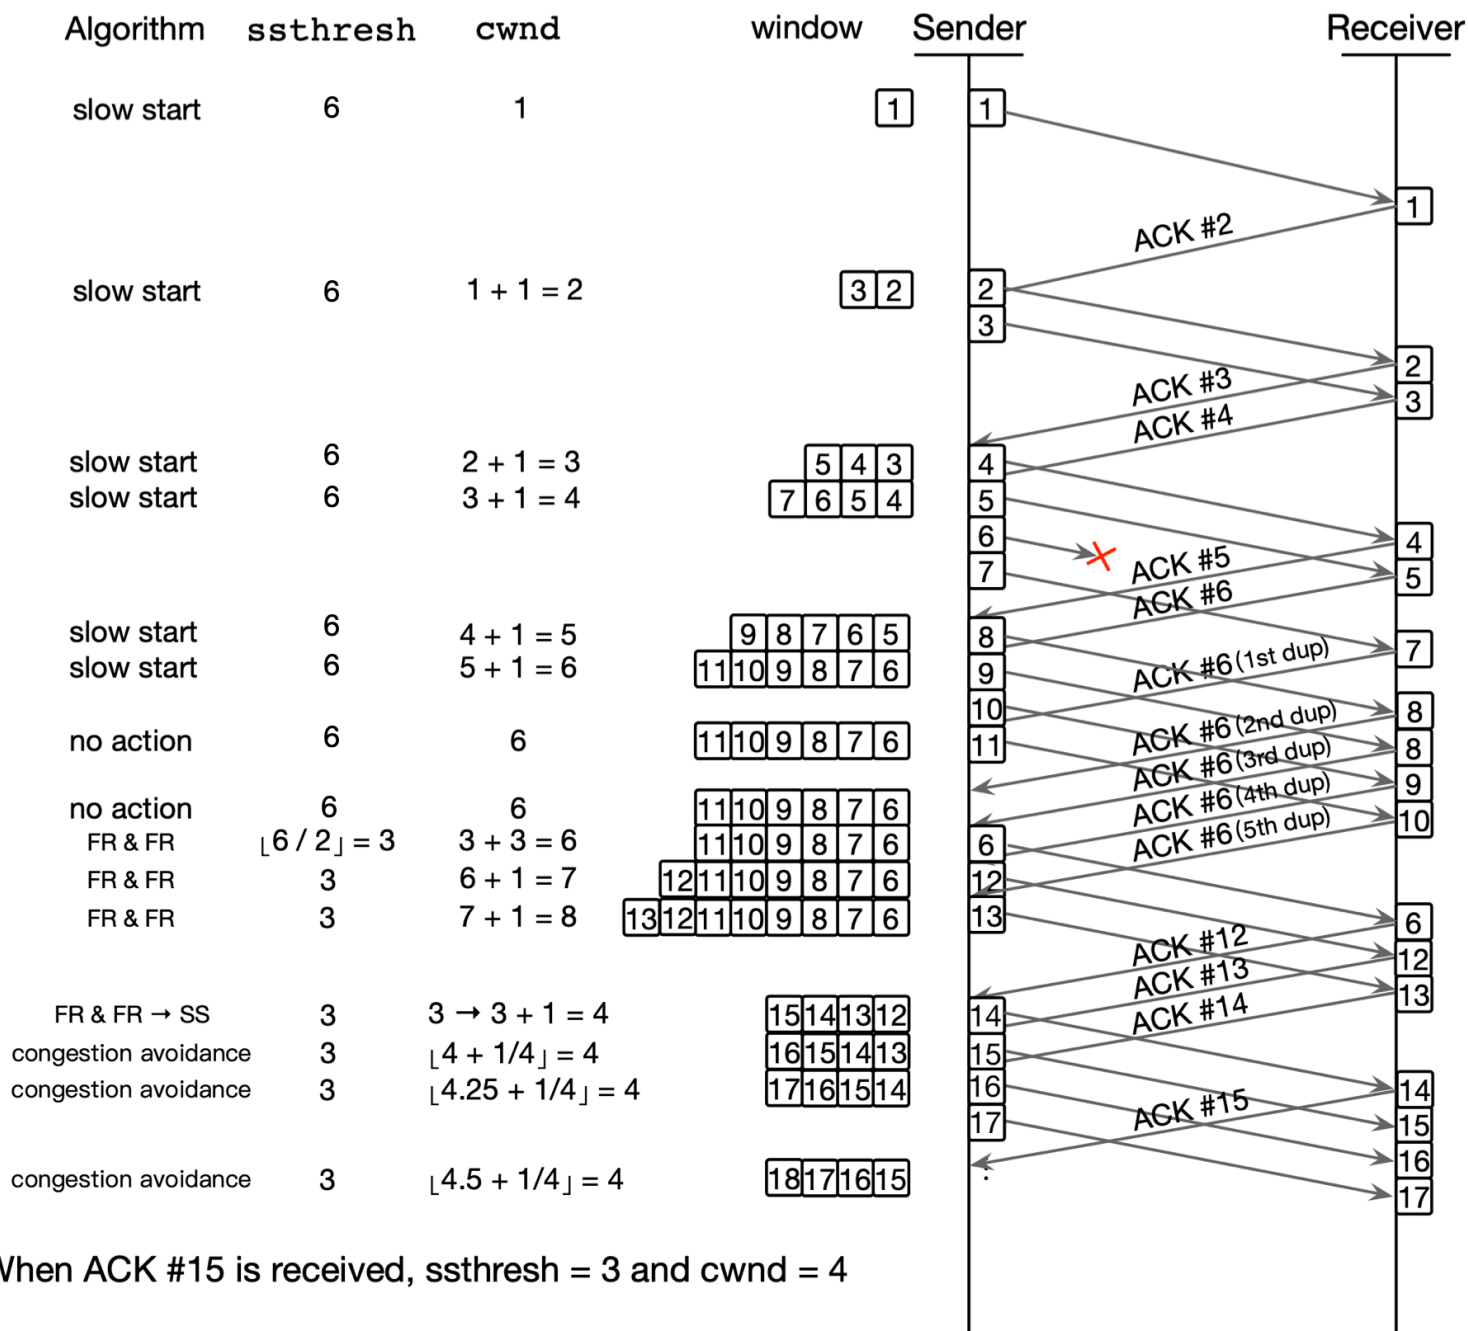 Algorithm ssthresh cwnd window Sender Receiver
slow start 6 1 1 1
1
ACK #2
slow start 6 1 + 1 = 2 3 2 2
3
2
ACK #3 3
ACK #4
slow start 6 2 + 1 = 3 5 4 3 4
slow start 6 3 + 1 = 4 7 6 5 4 5
6 4
7 ACK #5 5
ACK #6
slow start 6 4 + 1 = 5 9 8 7 6 5 8 7
slow start 6 5 + 1 = 6 11 10 9 8 7 6 9 ACK #6 (1st dup)
10 8
no action 6 6 11 10 9 8 7 6 11 ACK #6 (2nd dup) 8
ACK #6 (3rd dup) 9
no action 6 6 11 10 9 8 7 6 ACK #6 (4th dup) 10
FR & FR ⌊6 / 2⌋ = 3 3 + 3 = 6 11 10 9 8 7 6 6 ACK #6 (5th dup)
FR & FR 3 6 + 1 = 7 12 11 10 9 8 7 6 12
FR & FR 3 7 + 1 = 8 13 12 11 10 9 8 7 6 13 6
ACK #12 12
ACK #13 13
FR & FR → SS 3 3 → 3 + 1 = 4 15 14 13 12 14 ACK #14
congestion avoidance 3 ⌊4 + 1/4⌋ = 4 16 15 14 13 15
congestion avoidance 3 ⌊4.25 + 1/4⌋ = 4 17 16 15 14 16 14
17 ACK #15 15
16
congestion avoidance 3 ⌊4.5 + 1/4⌋ = 4 18 17 16 15 : 17
When ACK #15 is received, ssthresh = 3 and cwnd = 4